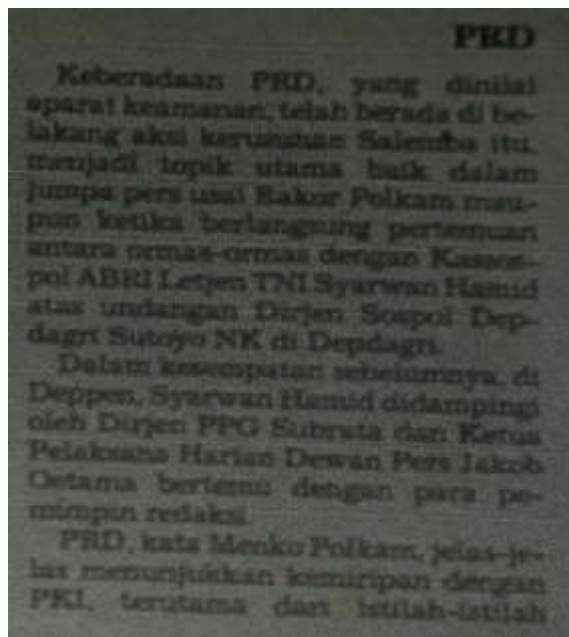 PRD
Keberadaan PRD, yang dinilai
aparat keamanan, telah berada di be-
lakang aksi kerusuhan Salemba itu,
menjadi topik utama baik dalam
jumpa pers usai Rakor Polkam mau-
pun ketika berlangsung pertemuan
antara ormas-ormas dengan Kassos-
pol ABRI Letjen TNI Syarwan Hamid
atas undangan Dirjen Sospol Dep-
dagri Sutoyo NK di Depdagri.
Dalam kesempatan sebelumnya, di
Deppen, Syarwan Hamid didampingi
oleh Dirjen PPG Subrata dan Ketua
Pelaksana Harian Dewan Pers Jakob
Oetama bertemu dengan para pe-
mimpin redaksi.
PRD, kata Menko Polkam, jelas-je-
las menunjukkan kemiripan dengan
PKI, terutama dari istilah-istilah